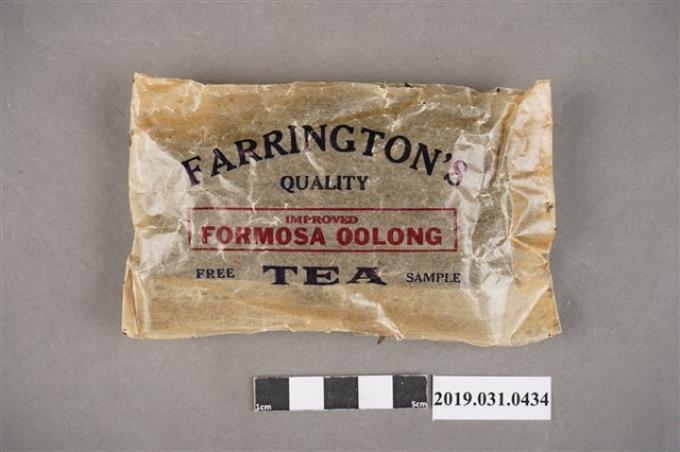 FARRINGTON'S
QUALITY
IMPROVED
FORMOSA OOLONG
FREE TEA SAMPLE
1cm 5cm
2019.031.0434